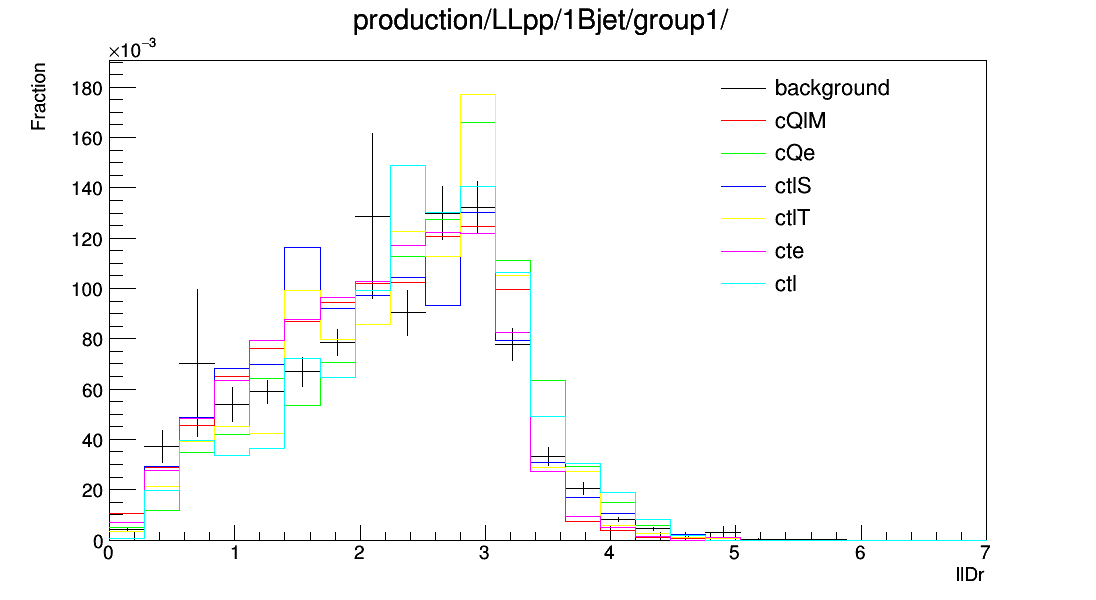 production/LLpp/1Bjet/group1/
×10⁻³
Fraction
180
160
140
120
100
80
60
40
20
0
background
cQlM
cQe
ctlS
ctlT
cte
ctl
0 1 2 3 4 5 6 7
llDr